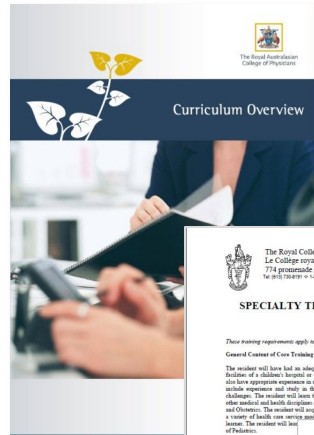 The Royal Australasian
College of Physicians
Curriculum Overview
The Royal Colle
Le Collège roya
774 promenade
Tel: (613) 730-6191
SPECIALTY T
These training requirements apply to
General Content of Core Training
The resident will have had an adeq
facilities of a children's hospital or
also have appropriate experience in
include experience and study in th
challenges. The resident will learn t
other medical and health disciplines
and Obstetrics. The resident will acq
a variety of health care service
learner. The resident will lear
of Pediatrics.